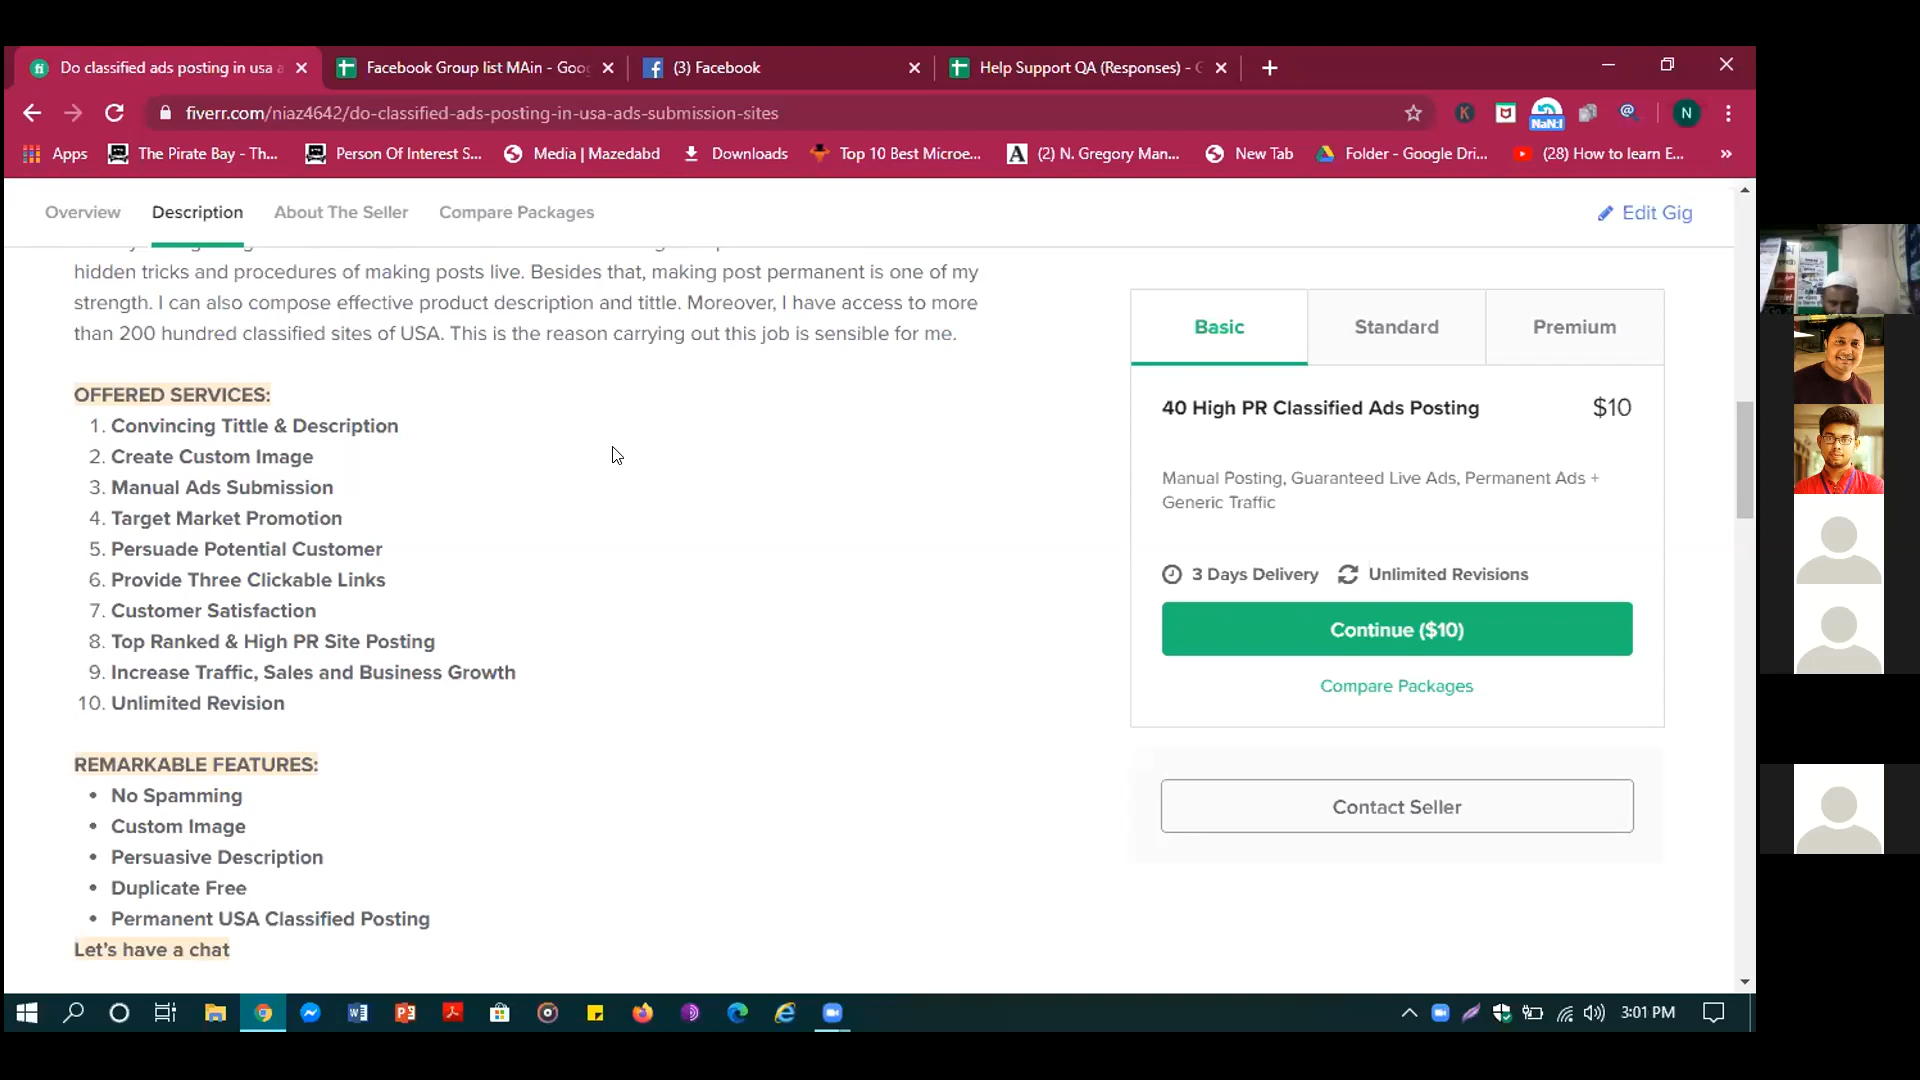 Do classified ads posting in usa a
Facebook Group list MAin - Goo
(3) Facebook
Help Support QA (Responses) - G
fiverr.com/niaz4642/do-classified-ads-posting-in-usa-ads-submission-sites
K
NaN:I
N
Apps
The Pirate Bay - Th...
Person Of Interest S...
Media | Mazedabd
Downloads
Top 10 Best Microe...
(2) N. Gregory Man...
New Tab
Folder - Google Dri...
(28) How to learn E...
Overview
Description
About The Seller
Compare Packages
Edit Gig
hidden tricks and procedures of making posts live. Besides that, making post permanent is one of my
strength. I can also compose effective product description and tittle. Moreover, I have access to more
than 200 hundred classified sites of USA. This is the reason carrying out this job is sensible for me.
OFFERED SERVICES:
1. Convincing Tittle & Description
2. Create Custom Image
3. Manual Ads Submission
4. Target Market Promotion
5. Persuade Potential Customer
6. Provide Three Clickable Links
7. Customer Satisfaction
8. Top Ranked & High PR Site Posting
9. Increase Traffic, Sales and Business Growth
10. Unlimited Revision
REMARKABLE FEATURES:
• No Spamming
• Custom Image
• Persuasive Description
• Duplicate Free
• Permanent USA Classified Posting
Let's have a chat
Basic
Standard
Premium
40 High PR Classified Ads Posting
$10
Manual Posting, Guaranteed Live Ads, Permanent Ads +
Generic Traffic
3 Days Delivery
Unlimited Revisions
Continue ($10)
Compare Packages
Contact Seller
3:01 PM